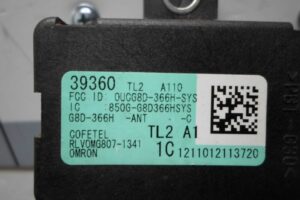 39360 TL2 A110
FCC ID OUCG8D-366H-SYS
IC 850G-G8D366HSYS
G8D-366H -ANT - -C
COFETEL TL2 A1
RLVOMG807-1341 1C 1211012113720
OMRON